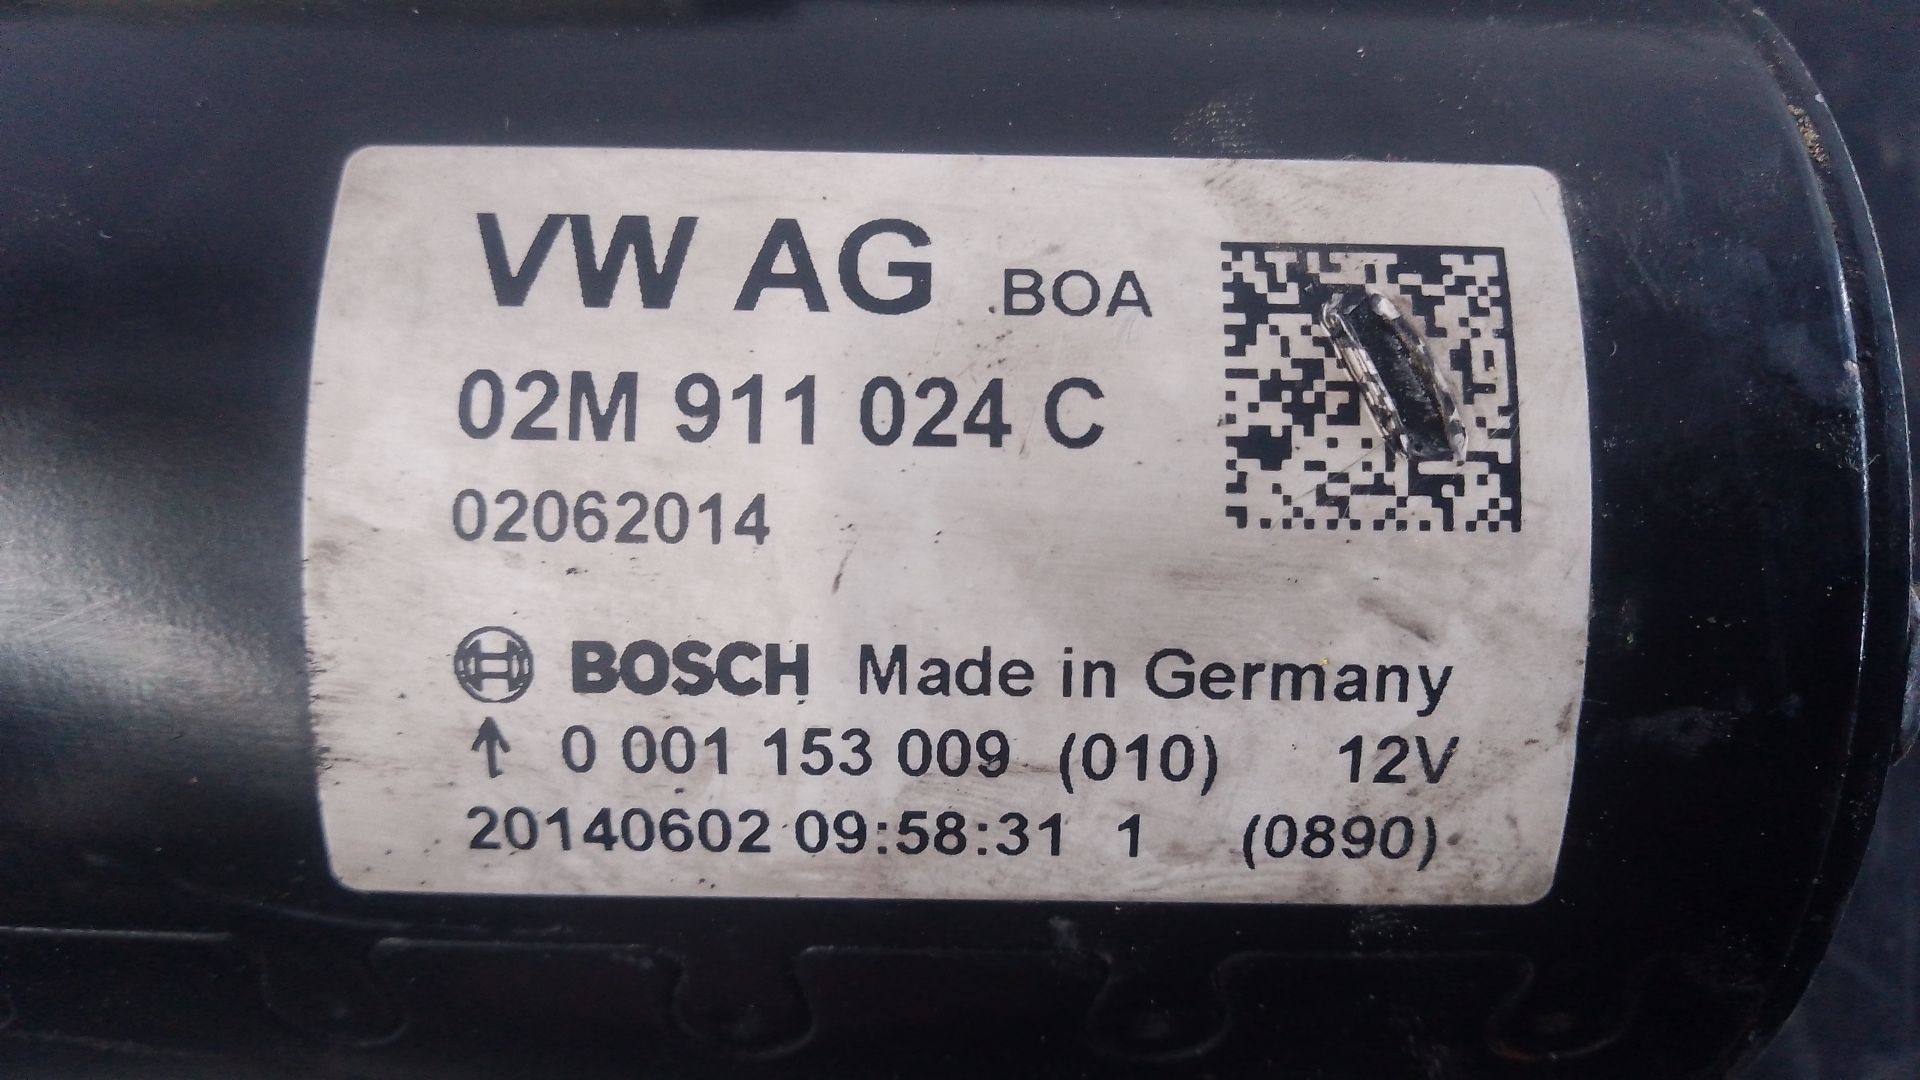 VW AG BOA
02M 911 024 C
02062014
BOSCH Made in Germany
↑ 0 001 153 009 (010) 12V
20140602 09:58:31 1 (0890)